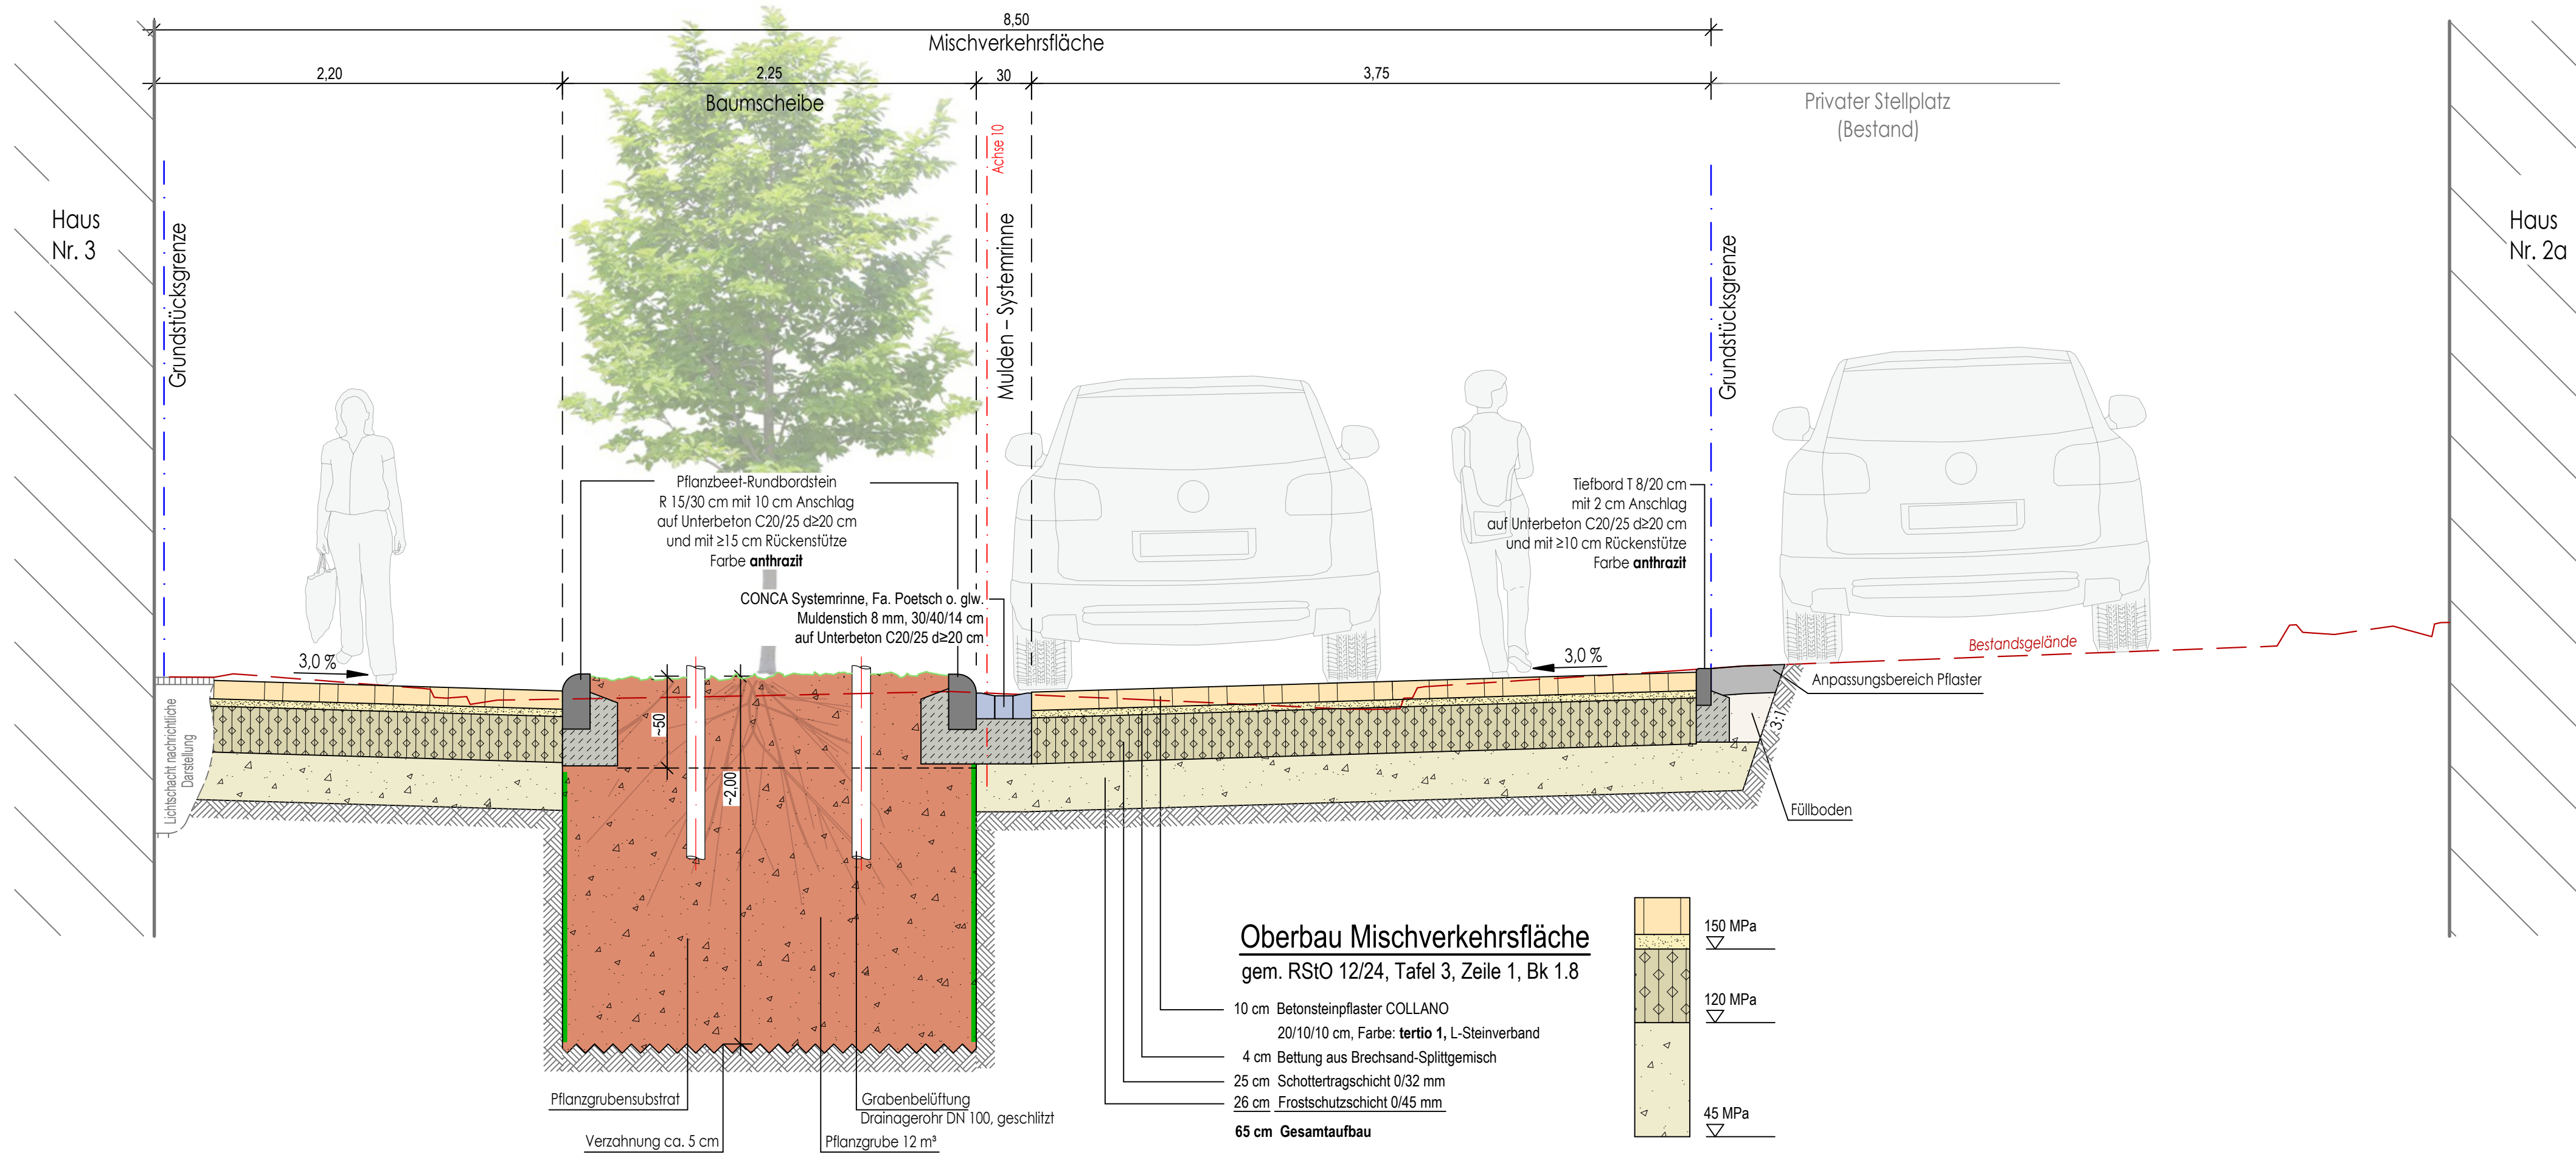 8,50
Mischverkehrsfläche
2,20
2,25
30
3,75
Baumscheibe
Privater Stellplatz
(Bestand)
Achse 10
Haus
Nr. 3
Haus
Nr. 2a
Grundstücksgrenze
Mulden – Systemrinne
Grundstücksgrenze
Pflanzbeet-Rundbordstein
R 15/30 cm mit 10 cm Anschlag
auf Unterbeton C20/25 d≥20 cm
und mit ≥15 cm Rückenstütze
Farbe anthrazit
Tiefbord T 8/20 cm
mit 2 cm Anschlag
auf Unterbeton C20/25 d≥20 cm
und mit ≥10 cm Rückenstütze
Farbe anthrazit
CONCA Systemrinne, Fa. Poetsch o. glw.
Muldenstich 8 mm, 30/40/14 cm
auf Unterbeton C20/25 d≥20 cm
Bestandsgelände
3,0 %
3,0 %
Anpassungsbereich Pflaster
Lichtschacht nachrichtliche
Darstellung
~50
~2,00
3:1
Füllboden
Oberbau Mischverkehrsfläche
gem. RStO 12/24, Tafel 3, Zeile 1, Bk 1.8
10 cm Betonsteinpflaster COLLANO
20/10/10 cm, Farbe: tertio 1, L-Steinverband
4 cm Bettung aus Brechsand-Splittgemisch
25 cm Schottertragschicht 0/32 mm
26 cm Frostschutzschicht 0/45 mm
65 cm Gesamtaufbau
150 MPa
120 MPa
45 MPa
Pflanzgrubensubstrat
Grabenbelüftung
Drainagerohr DN 100, geschlitzt
Verzahnung ca. 5 cm
Pflanzgrube 12 m³